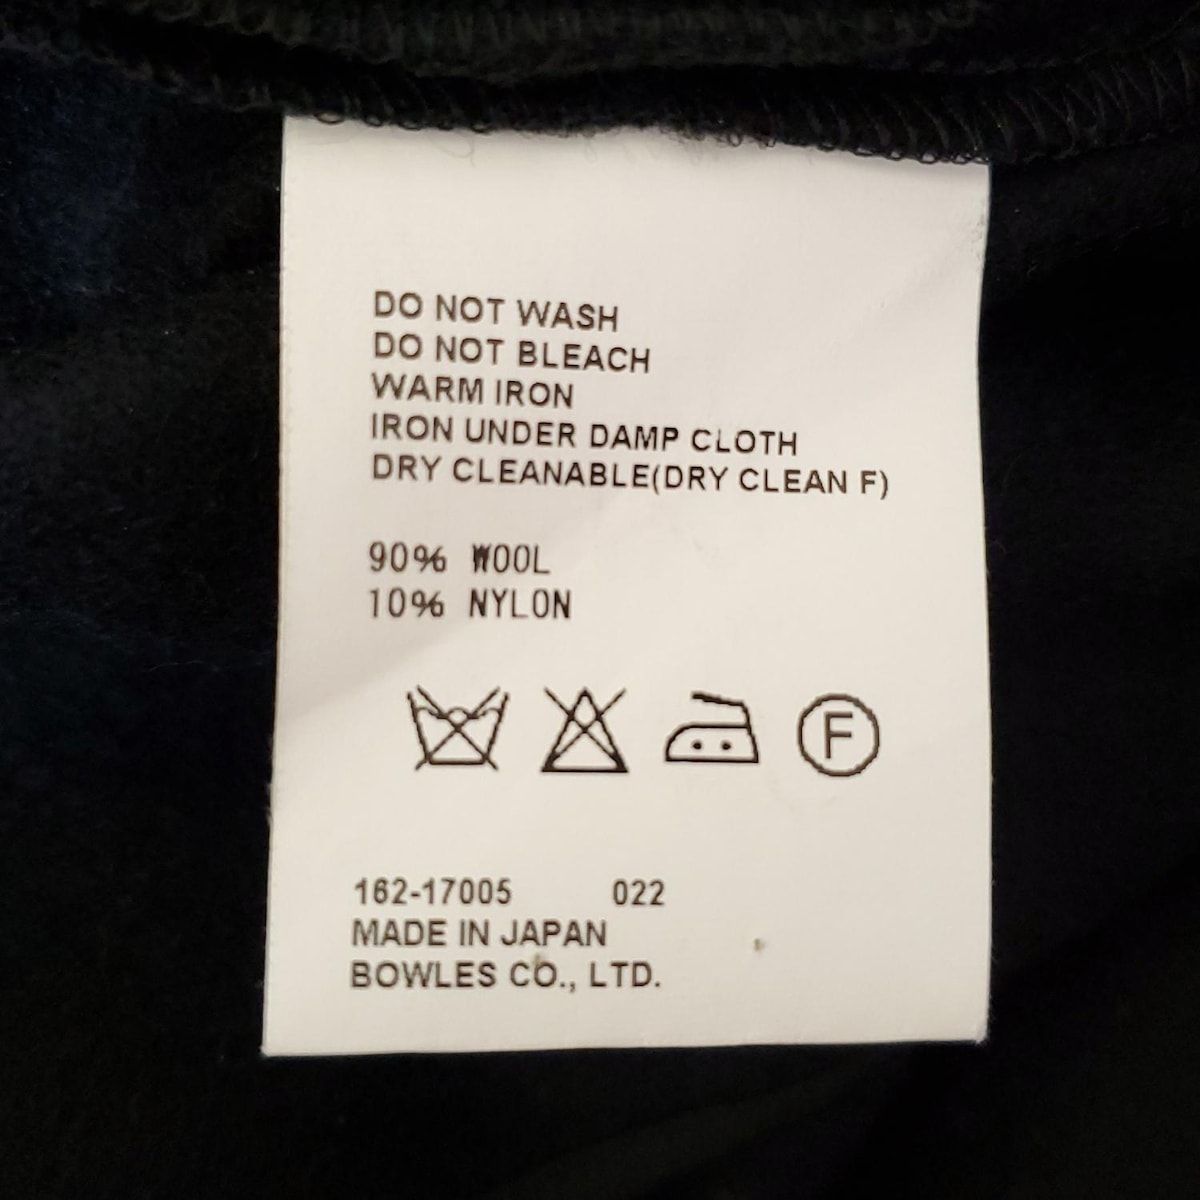 DO NOT WASH
DO NOT BLEACH
WARM IRON
IRON UNDER DAMP CLOTH
DRY CLEANABLE(DRY CLEAN F)
90% WOOL
10% NYLON
F
162-17005 022
MADE IN JAPAN
BOWLES CO., LTD.